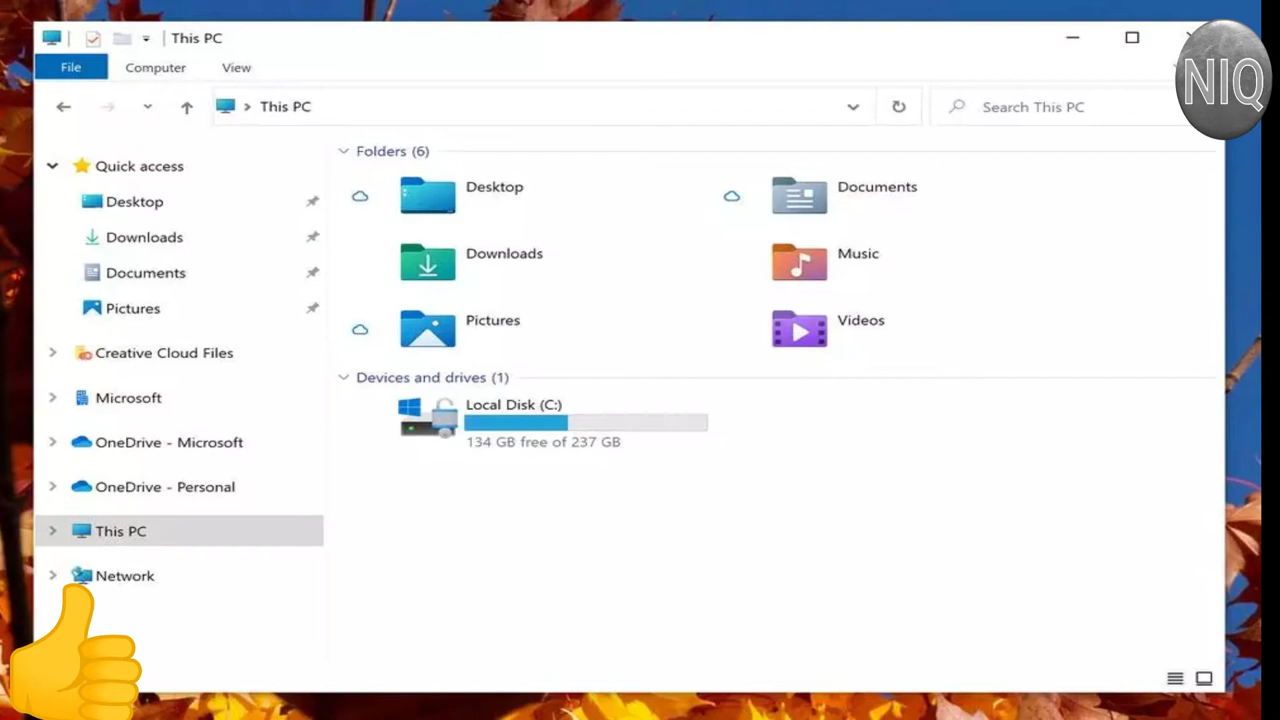 This PC
File
Computer
View
This PC
Search This PC
NIQ
Quick access
Desktop
Downloads
Documents
Pictures
Creative Cloud Files
Microsoft
OneDrive - Microsoft
OneDrive - Personal
This PC
Network
Folders (6)
Desktop
Documents
Downloads
Music
Pictures
Videos
Devices and drives (1)
Local Disk (C:)
134 GB free of 237 GB